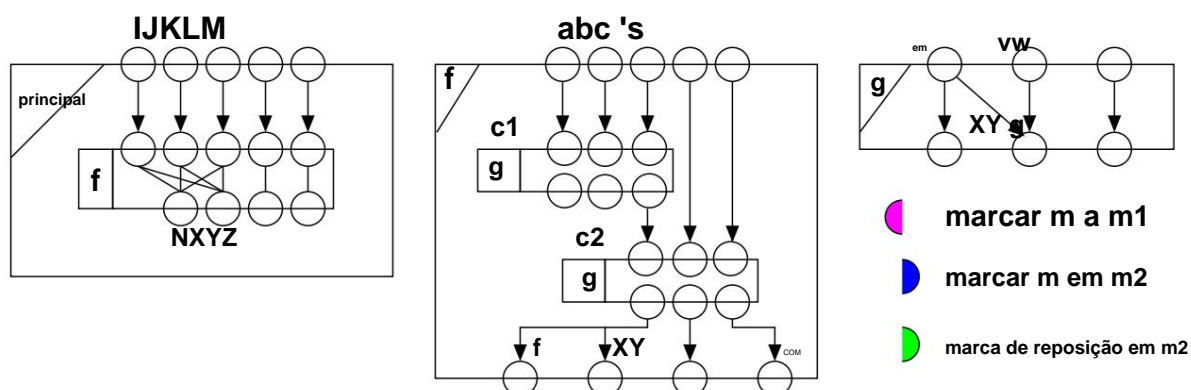 IJKLM
principal
f
NXYZ
abc 's
f
c1
g
c2
g
f XY COM
em vw
g
XY g
marcar m a m1
marcar m em m2
marca de reposição em m2